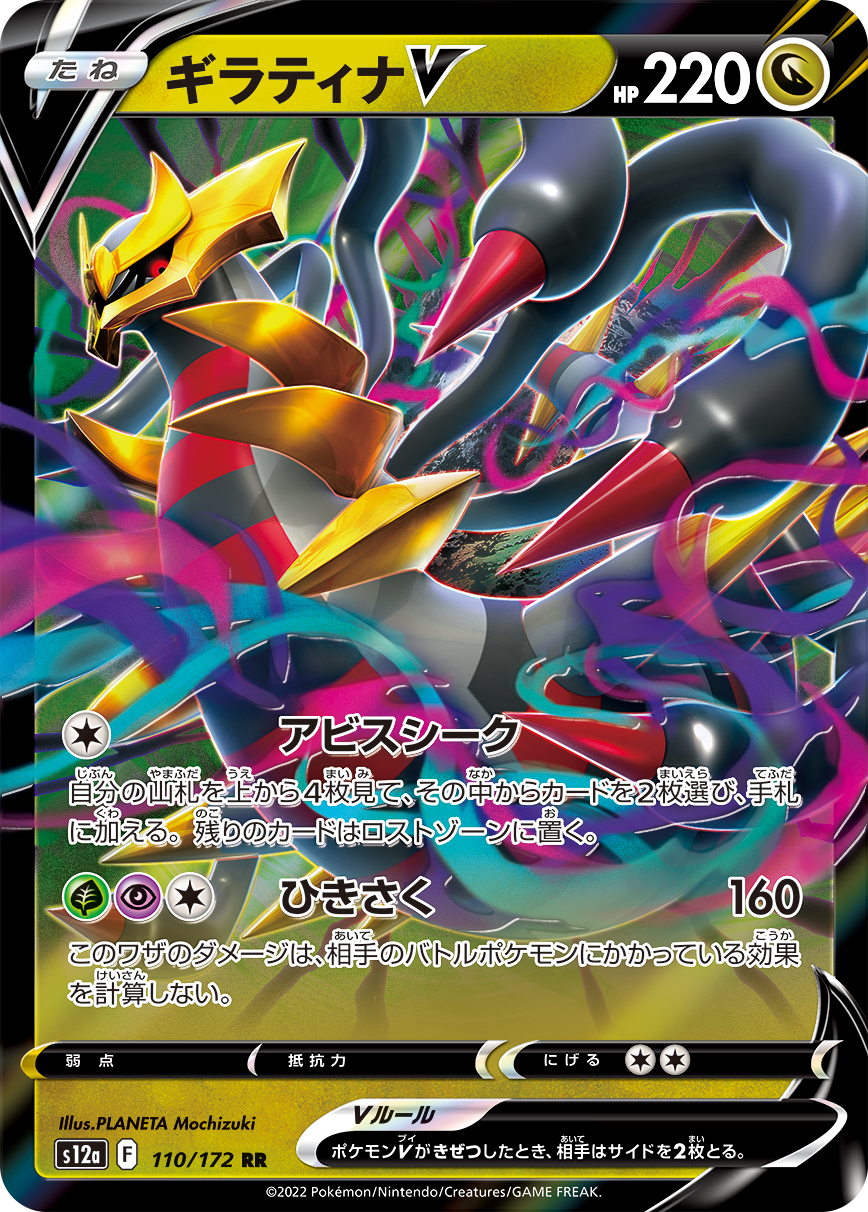 たね
ギラティナV
HP 220
アビスシーク
自分の山札を上から4枚見て、その中からカードを2枚選び、手札
に加える。残りのカードはロストゾーンに置く。
ひきさく 160
このワザのダメージは、相手のバトルポケモンにかかっている効果
を計算しない。
弱点 抵抗力 にげる
Illus.PLANETA Mochizuki
Vルール
ポケモンVがきぜつしたとき、相手はサイドを2枚とる。
s12a F 110/172 RR
©2022 Pokémon/Nintendo/Creatures/GAME FREAK.